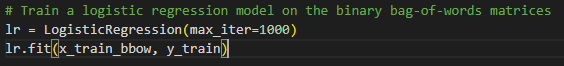 # Train a logistic regression model on the binary bag-of-words matrices
lr = LogisticRegression(max_iter=1000)
lr.fit(x_train_bbow, y_train)